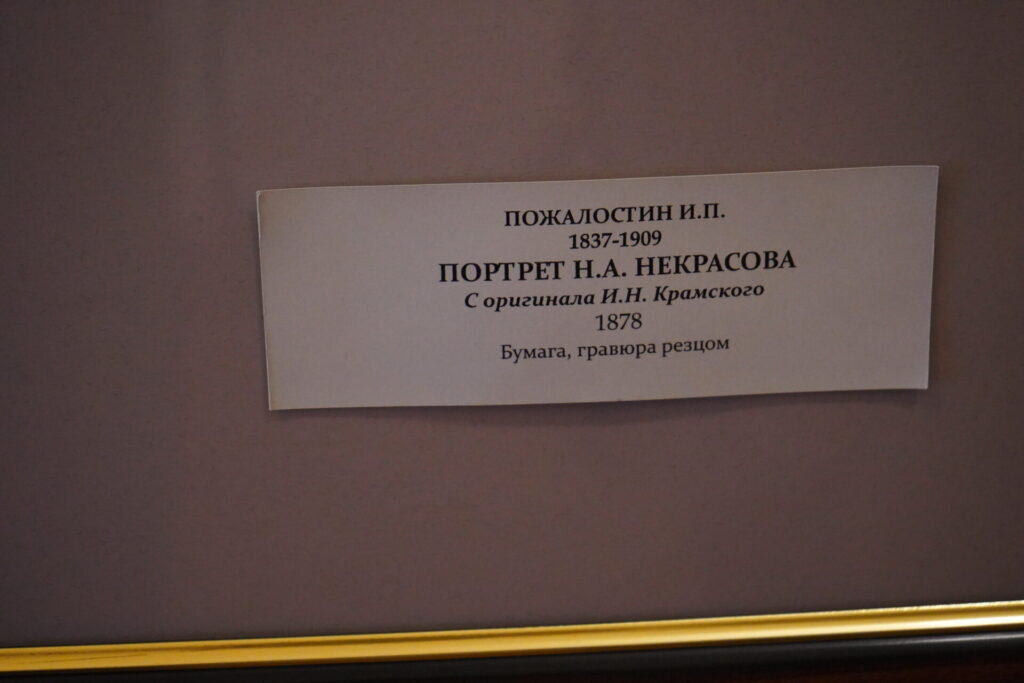 ПОЖАЛОСТИН И.П.
1837-1909
ПОРТРЕТ Н.А. НЕКРАСОВА
С оригинала И.Н. Крамского
1878
Бумага, гравюра резцом